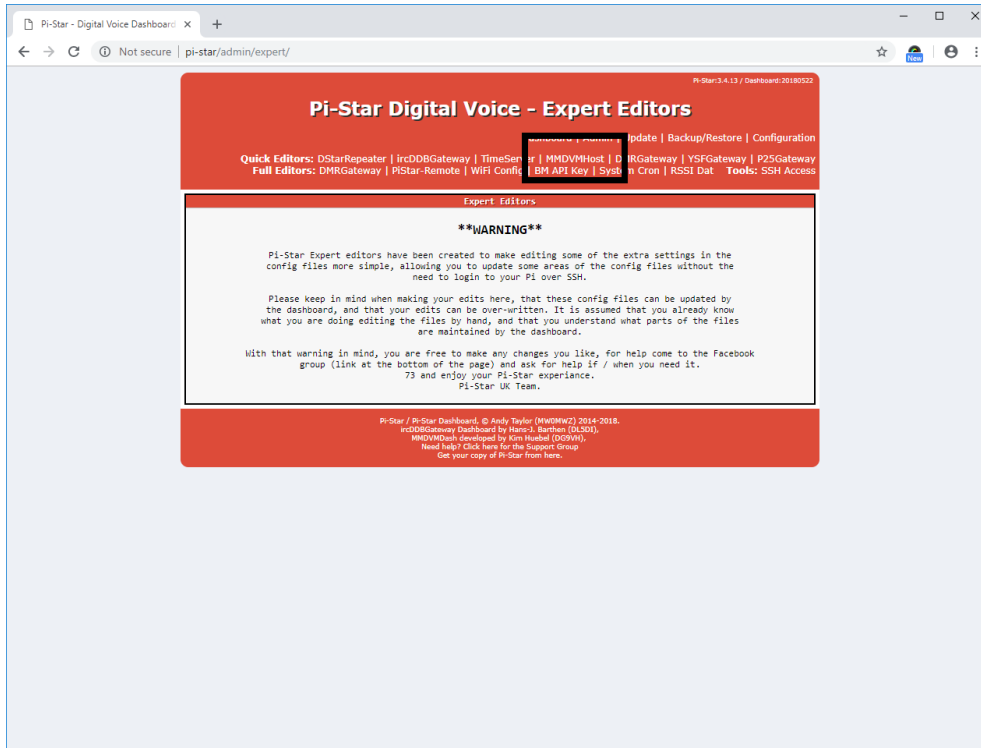 Pi-Star - Digital Voice Dashboard
Not secure | pi-star/admin/expert/
New
Pi-Star:3.4.13 / Dashboard:20180522
Pi-Star Digital Voice - Expert Editors
Dashboard | Admin | Update | Backup/Restore | Configuration
Quick Editors: DStarRepeater | ircDDBGateway | TimeServer | MMDVMHost | DMRGateway | YSFGateway | P25Gateway
Full Editors: DMRGateway | PiStar-Remote | WiFi Config | BM API Key | System Cron | RSSI Dat Tools: SSH Access
Expert Editors
**WARNING**
Pi-Star Expert editors have been created to make editing some of the extra settings in the
config files more simple, allowing you to update some areas of the config files without the
need to login to your Pi over SSH.
Please keep in mind when making your edits here, that these config files can be updated by
the dashboard, and that your edits can be over-written. It is assumed that you already know
what you are doing editing the files by hand, and that you understand what parts of the files
are maintained by the dashboard.
With that warning in mind, you are free to make any changes you like, for help come to the Facebook
group (link at the bottom of the page) and ask for help if / when you need it.
73 and enjoy your Pi-Star experiance.
Pi-Star UK Team.
Pi-Star / Pi-Star Dashboard, © Andy Taylor (MW0MWZ) 2014-2018.
ircDDBGateway Dashboard by Hans-J. Barthen (DL5DI),
MMDVMDash developed by Kim Huebel (DG9VH),
Need help? Click here for the Support Group
Get your copy of Pi-Star from here.